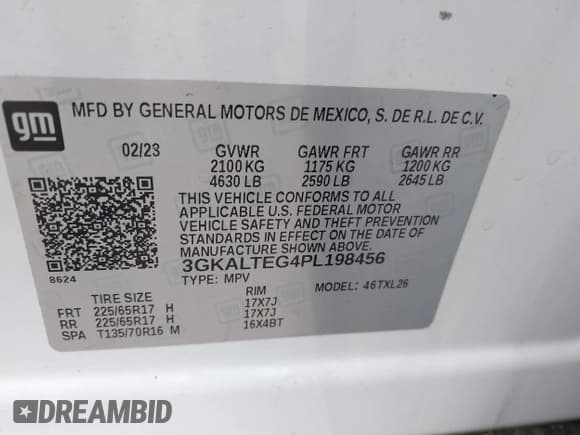 gm
MFD BY GENERAL MOTORS DE MEXICO, S. DE R.L. DE C.V.
02/23 GVWR GAWR FRT GAWR RR
2100 KG 1175 KG 1200 KG
4630 LB 2590 LB 2645 LB
THIS VEHICLE CONFORMS TO ALL
APPLICABLE U.S. FEDERAL MOTOR
VEHICLE SAFETY AND THEFT PREVENTION
STANDARDS IN EFFECT ON THE DATE OF
MANUFACTURE SHOWN ABOVE.
3GKALTEG4PL198456
8624
TYPE: MPV MODEL: 46TXL26
TIRE SIZE RIM
FRT 225/65R17 H 17X7J
RR 225/65R17 H 17X7J
SPA T135/70R16 M 16X4BT
DREAMBID